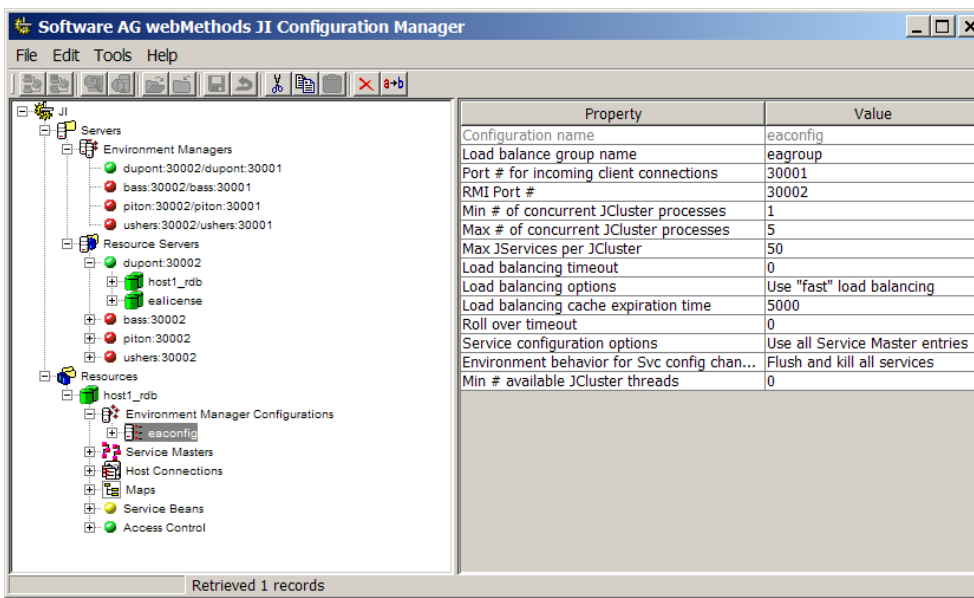 Software AG webMethods JI Configuration Manager
File Edit Tools Help
a→b
JI
Servers
Environment Managers
dupont:30002/dupont:30001
bass:30002/bass:30001
piton:30002/piton:30001
ushers:30002/ushers:30001
Resource Servers
dupont:30002
host1_rdb
ealicense
bass:30002
piton:30002
ushers:30002
Resources
host1_rdb
Environment Manager Configurations
eaconfig
Service Masters
Host Connections
Maps
Service Beans
Access Control
Property Value
Configuration name eaconfig
Load balance group name eagroup
Port # for incoming client connections 30001
RMI Port # 30002
Min # of concurrent JCluster processes 1
Max # of concurrent JCluster processes 5
Max JServices per JCluster 50
Load balancing timeout 0
Load balancing options Use "fast" load balancing
Load balancing cache expiration time 5000
Roll over timeout 0
Service configuration options Use all Service Master entries
Environment behavior for Svc config chan... Flush and kill all services
Min # available JCluster threads 0
Retrieved 1 records